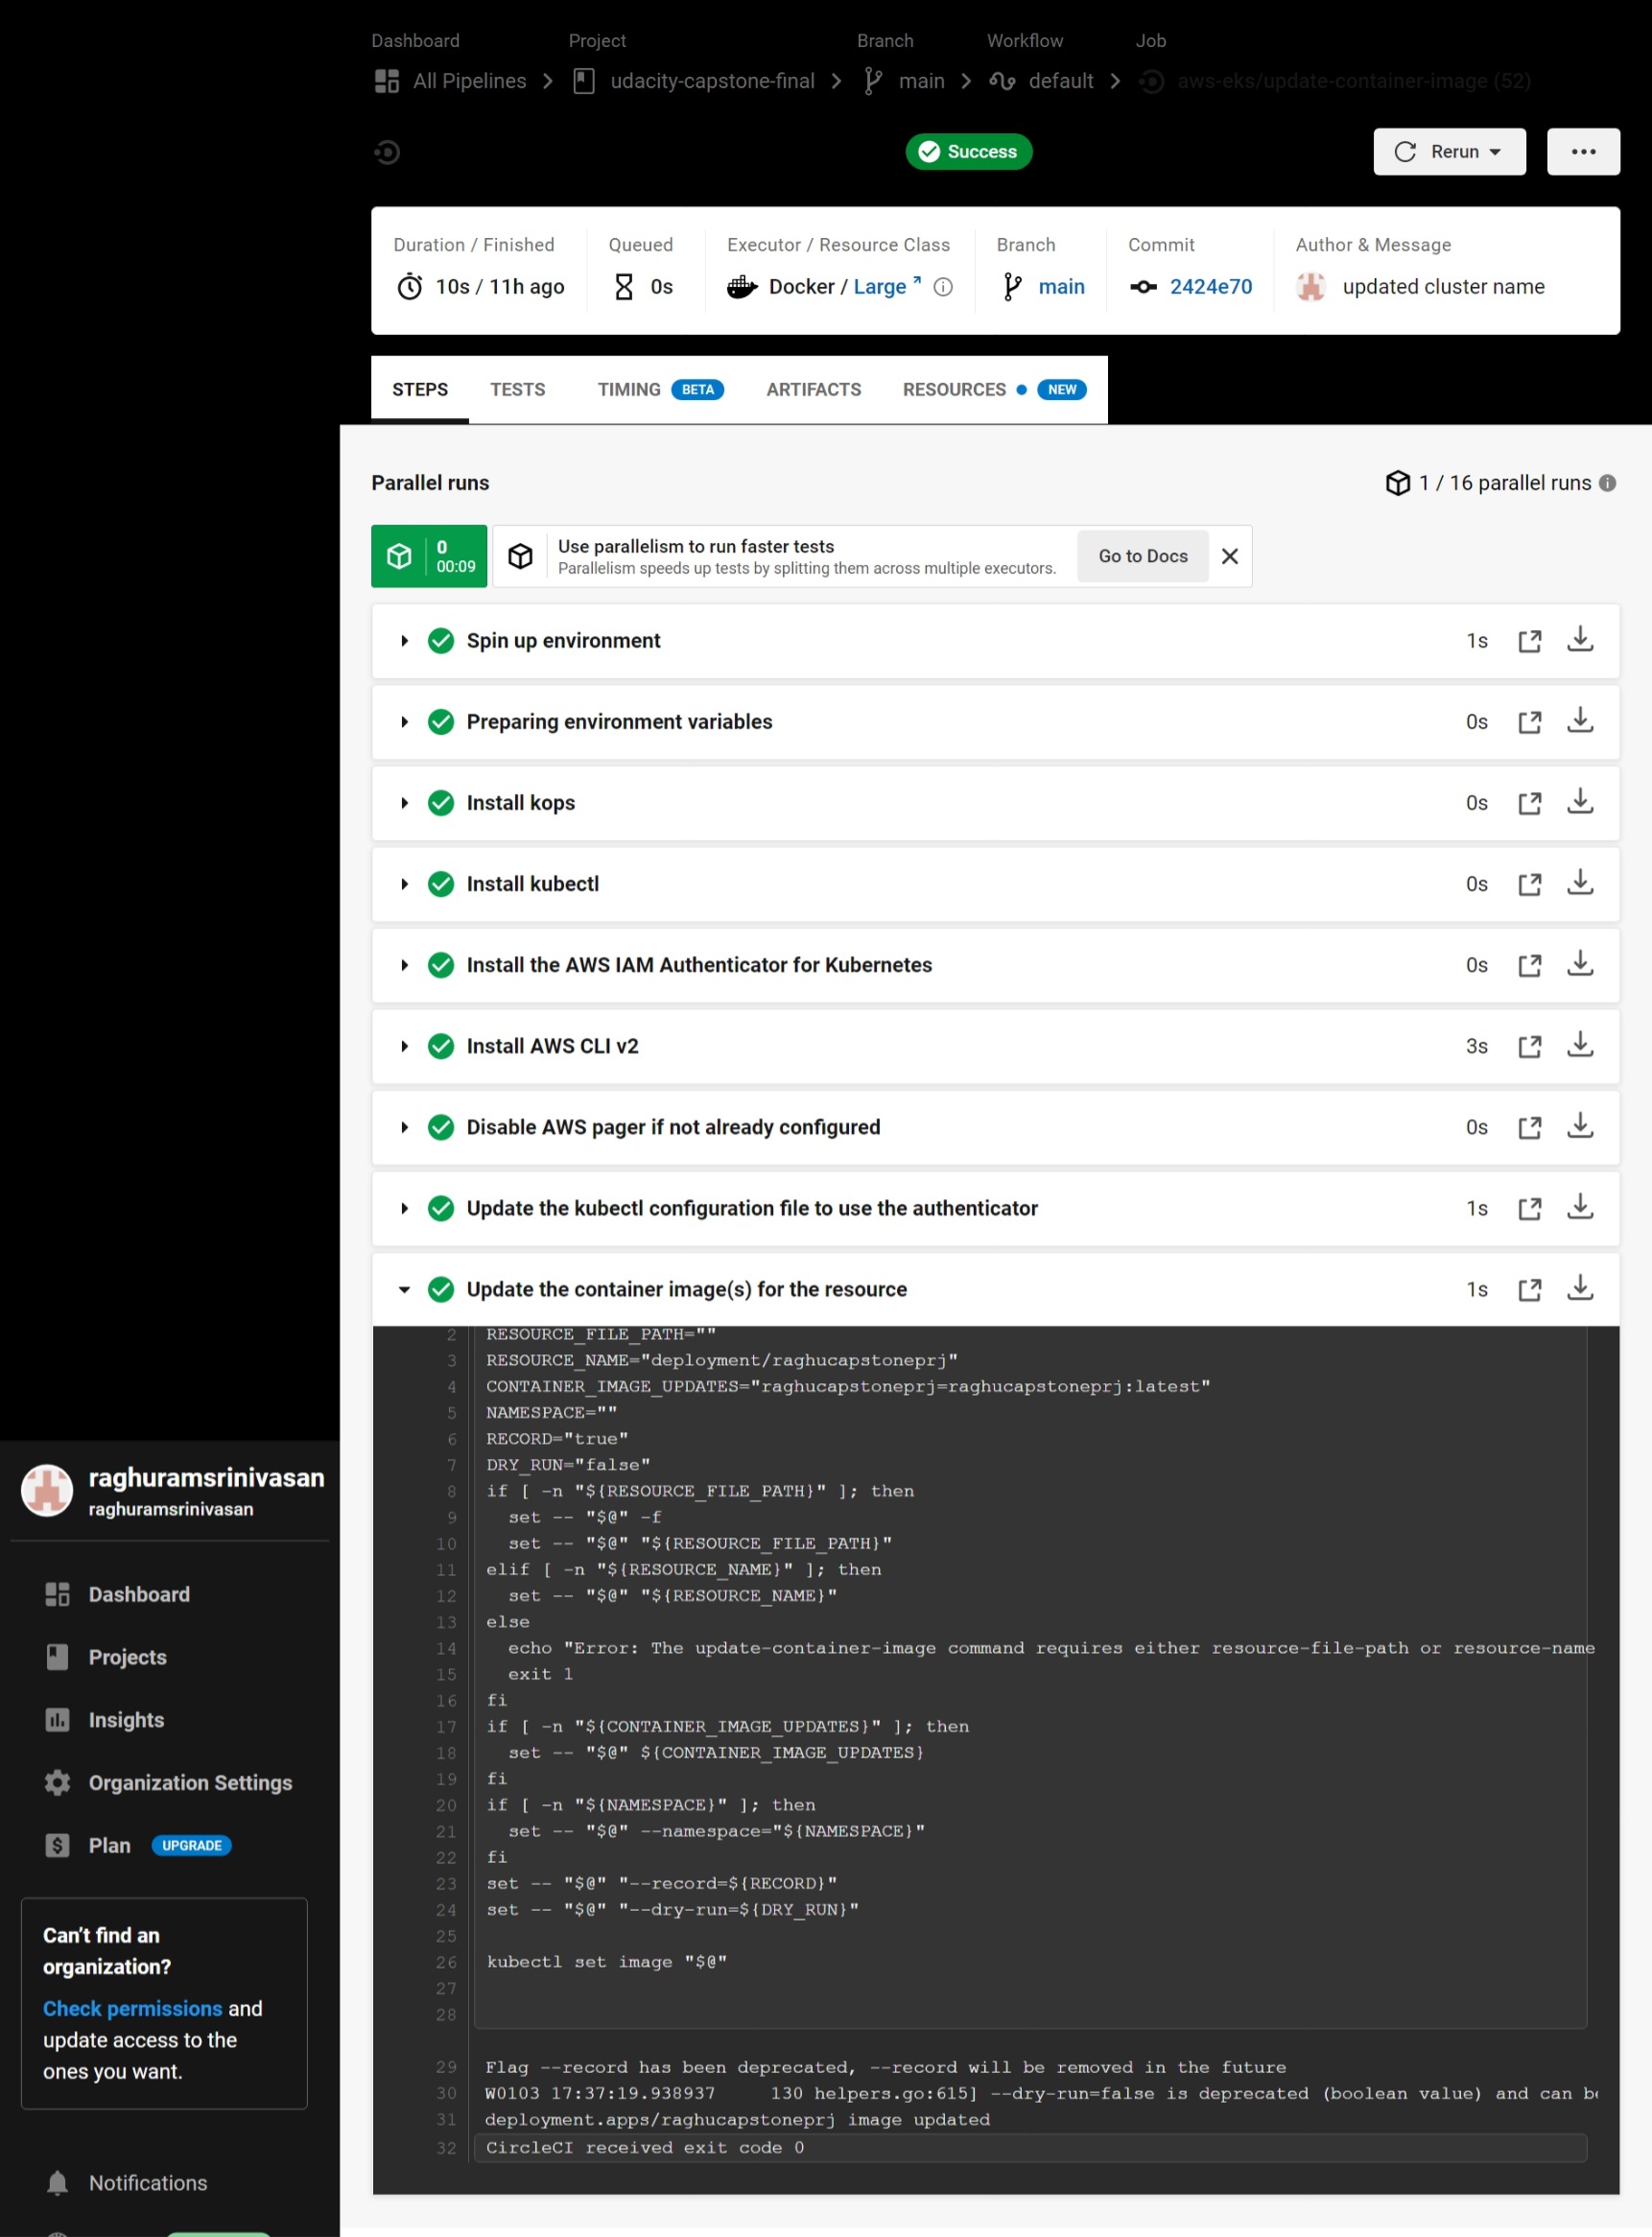 Dashboard Project Branch Workflow Job
All Pipelines udacity-capstone-final main default aws-eks/update-container-image (52)
Success Rerun
Duration / Finished Queued Executor / Resource Class Branch Commit Author & Message
10s / 11h ago 0s Docker / Large main 2424e70 updated cluster name
STEPS TESTS TIMING BETA ARTIFACTS RESOURCES NEW
Parallel runs 1 / 16 parallel runs
0
00:09
Use parallelism to run faster tests
Parallelism speeds up tests by splitting them across multiple executors.
Go to Docs
Spin up environment 1s
Preparing environment variables 0s
Install kops 0s
Install kubectl 0s
Install the AWS IAM Authenticator for Kubernetes 0s
Install AWS CLI v2 3s
Disable AWS pager if not already configured 0s
Update the kubectl configuration file to use the authenticator 1s
Update the container image(s) for the resource 1s
2 RESOURCE_FILE_PATH=""
3 RESOURCE_NAME="deployment/raghucapstoneprj"
4 CONTAINER_IMAGE_UPDATES="raghucapstoneprj=raghucapstoneprj:latest"
5 NAMESPACE=""
6 RECORD="true"
7 DRY_RUN="false"
8 if [ -n "${RESOURCE_FILE_PATH}" ]; then
9 set -- "$@" -f
10 set -- "$@" "${RESOURCE_FILE_PATH}"
11 elif [ -n "${RESOURCE_NAME}" ]; then
12 set -- "$@" "${RESOURCE_NAME}"
13 else
14 echo "Error: The update-container-image command requires either resource-file-path or resource-name
15 exit 1
16 fi
17 if [ -n "${CONTAINER_IMAGE_UPDATES}" ]; then
18 set -- "$@" ${CONTAINER_IMAGE_UPDATES}
19 fi
20 if [ -n "${NAMESPACE}" ]; then
21 set -- "$@" --namespace="${NAMESPACE}"
22 fi
23 set -- "$@" "--record=${RECORD}"
24 set -- "$@" "--dry-run=${DRY_RUN}"
25
26 kubectl set image "$@"
27
28
29 Flag --record has been deprecated, --record will be removed in the future
30 W0103 17:37:19.938937 130 helpers.go:615] --dry-run=false is deprecated (boolean value) and can
31 deployment.apps/raghucapstoneprj image updated
32 CircleCI received exit code 0
raghuramsrinivasan
raghuramsrinivasan
Dashboard
Projects
Insights
Organization Settings
Plan UPGRADE
Can't find an
organization?
Check permissions and
update access to the
ones you want.
Notifications